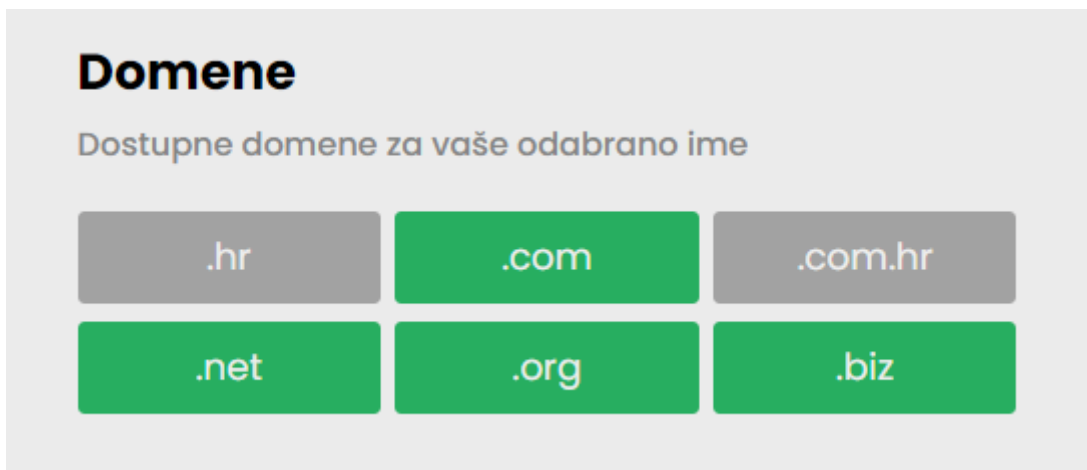 Domene
Dostupne domene za vaše odabrano ime
.hr .com .com.hr
.net .org .biz